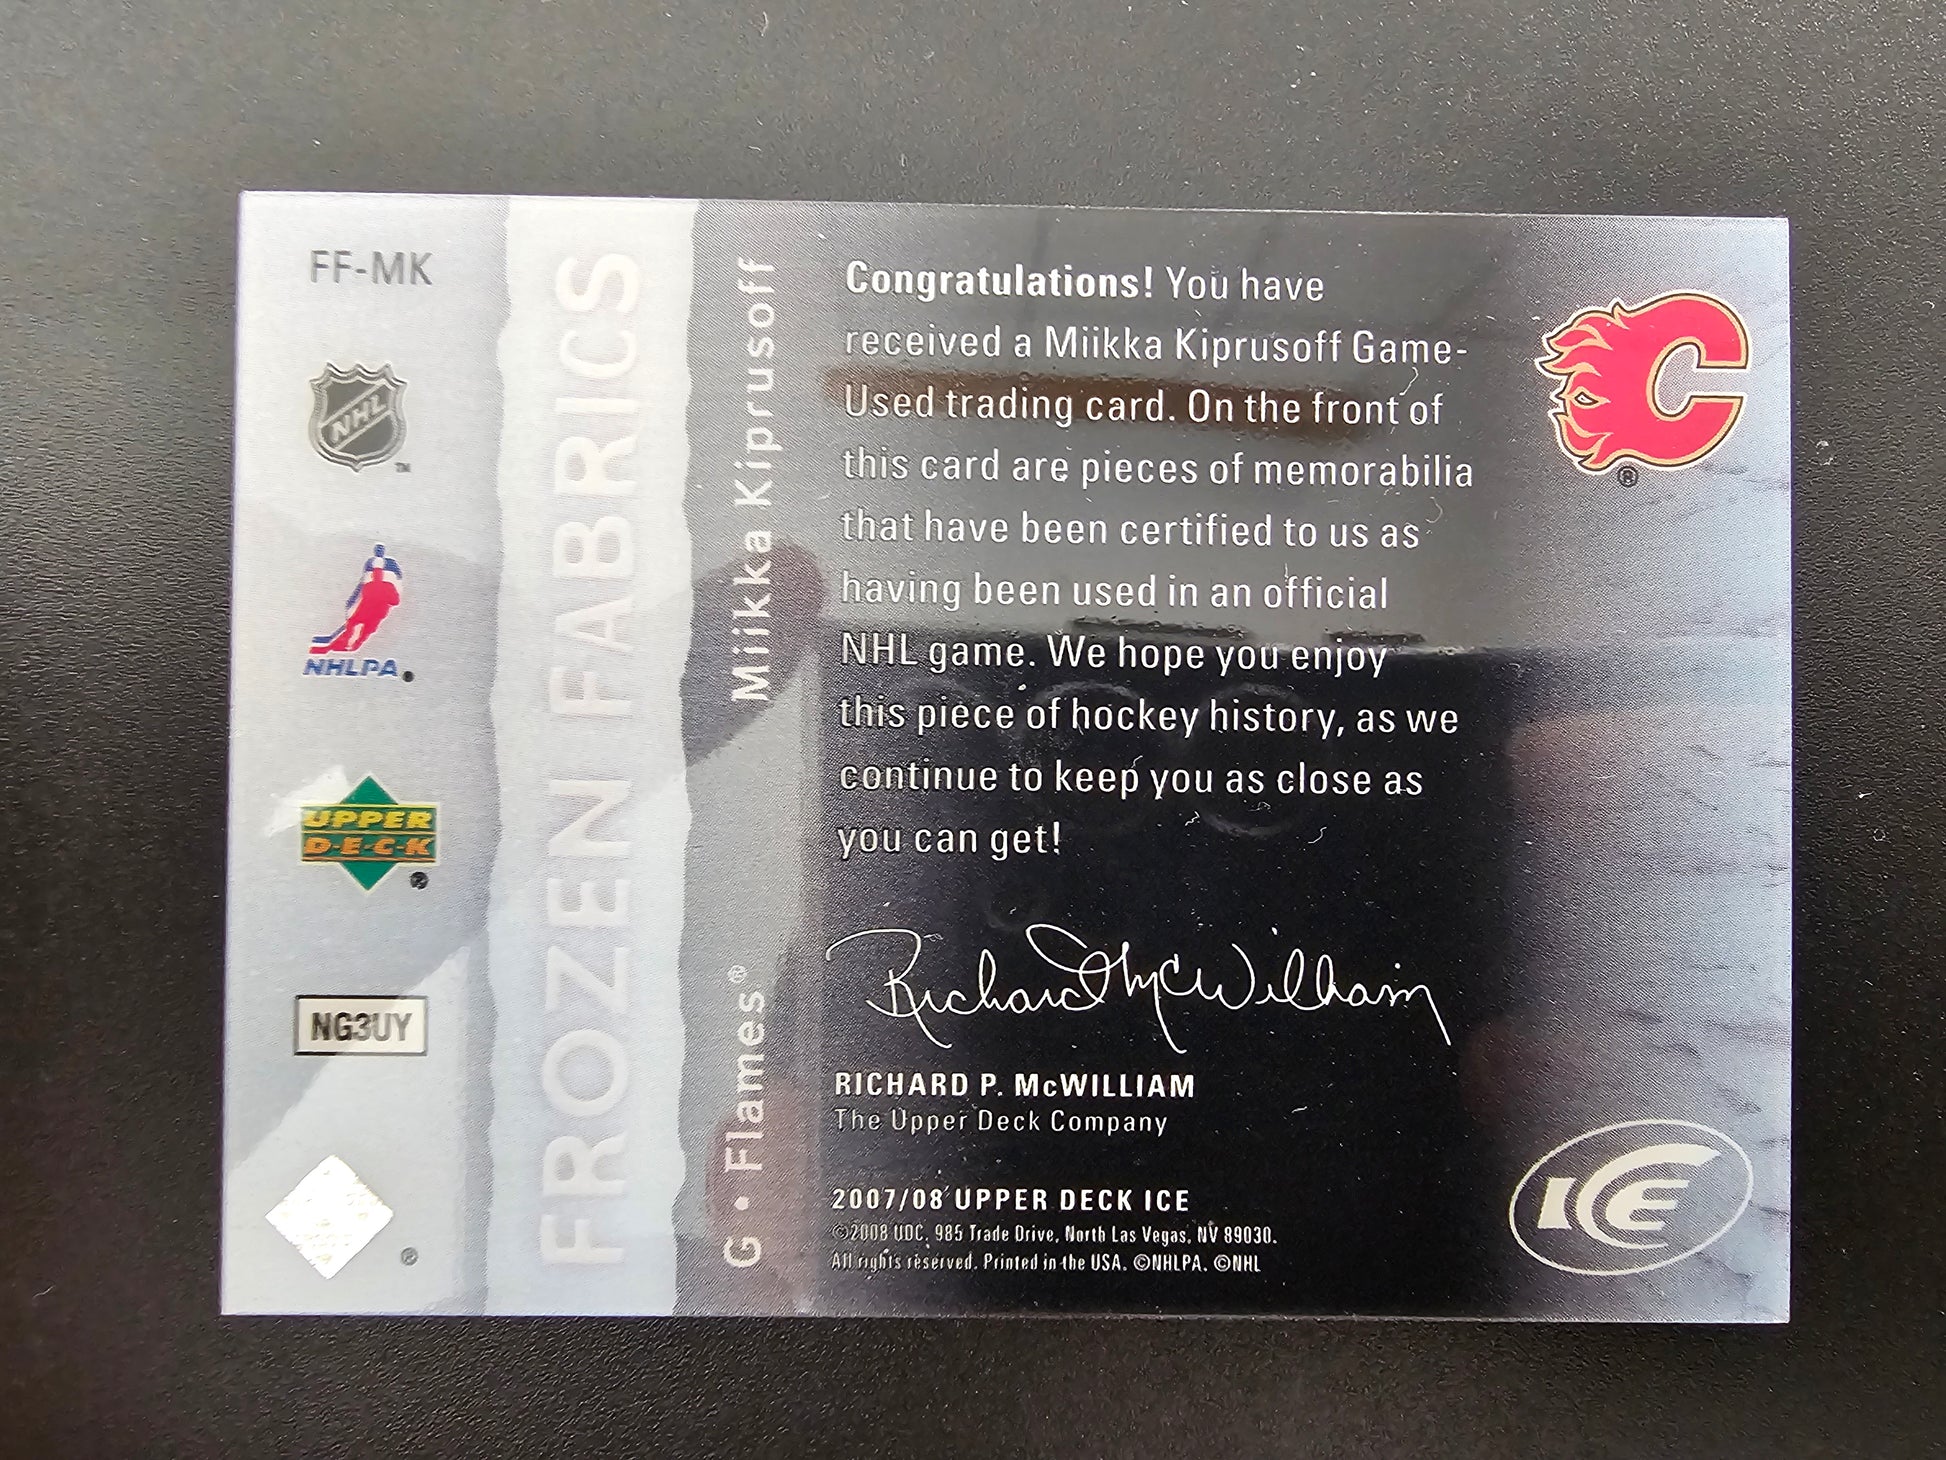 FF-MK
NHL
™
NHLPA
®
UPPER
D·E·C·K
®
NG3UY
®
FROZEN FABRICS
Miikka Kiprusoff
G • Flames®
Congratulations! You have
received a Miikka Kiprusoff Game-
Used trading card. On the front of
this card are pieces of memorabilia
that have been certified to us as
having been used in an official
NHL game. We hope you enjoy
this piece of hockey history, as we
continue to keep you as close as
you can get!
Richard McWilliam
RICHARD P. McWILLIAM
The Upper Deck Company
2007/08 UPPER DECK ICE
©2008 UDC, 985 Trade Drive, North Las Vegas, NV 89030.
All rights reserved. Printed in the USA. ©NHLPA. ©NHL
C
®
ICE